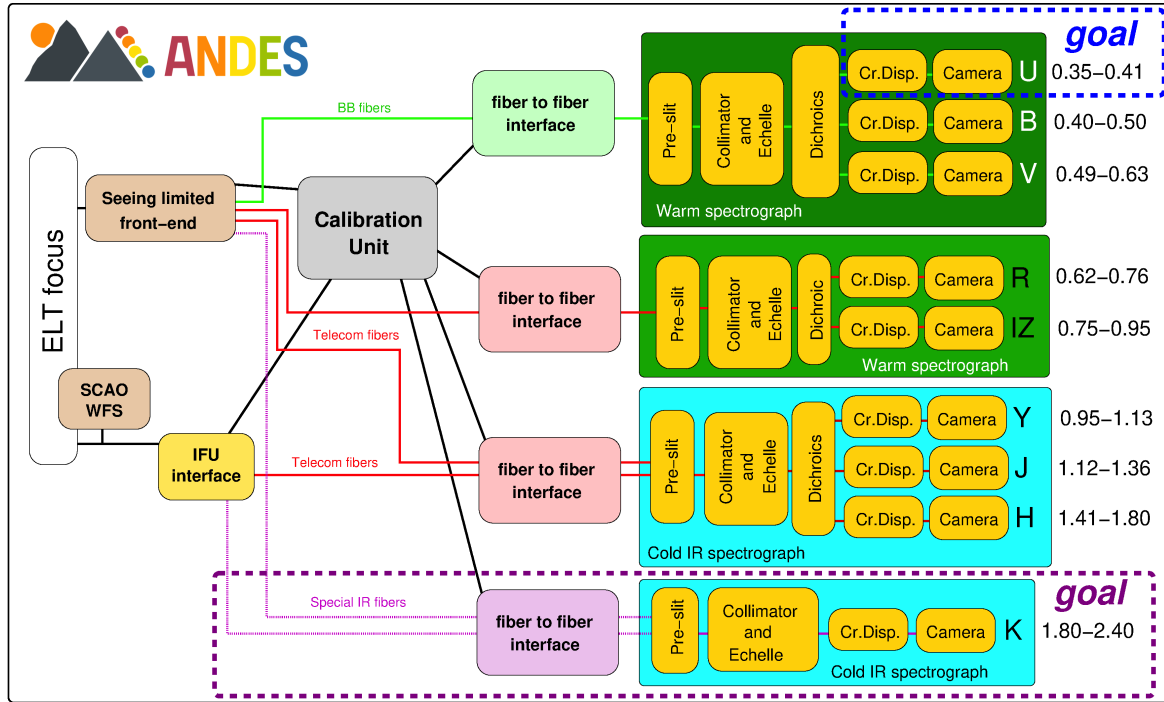 ANDES
goal
U 0.35−0.41
Cr.Disp. Camera
fiber to fiber
interface
BB fibers
Pre−slit
Collimator
and
Echelle
Dichroics
Cr.Disp. Camera B 0.40−0.50
Cr.Disp. Camera V 0.49−0.63
Warm spectrograph
ELT focus
Seeing limited
front−end
Calibration
Unit
fiber to fiber
interface
Pre−slit
Collimator
and
Echelle
Dichroic
Cr.Disp. Camera R 0.62−0.76
Cr.Disp. Camera IZ 0.75−0.95
Warm spectrograph
Telecom fibers
SCAO
WFS
IFU
interface
Telecom fibers
fiber to fiber
interface
Pre−slit
Collimator
and
Echelle
Dichroics
Cr.Disp. Camera Y 0.95−1.13
Cr.Disp. Camera J 1.12−1.36
Cr.Disp. Camera H 1.41−1.80
Cold IR spectrograph
goal
Special IR fibers
fiber to fiber
interface
Pre−slit
Collimator
and
Echelle
Cr.Disp. Camera K 1.80−2.40
Cold IR spectrograph